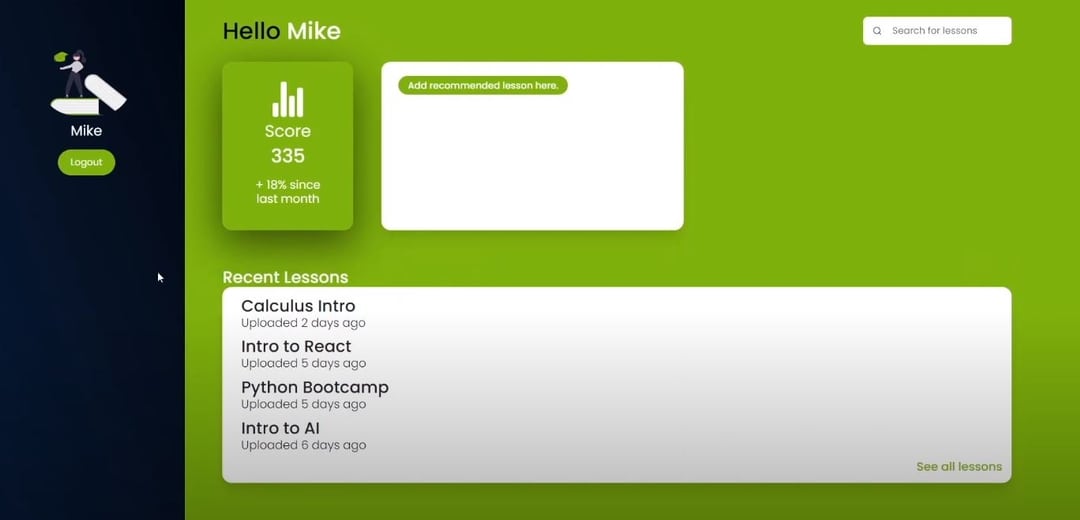 Mike
Logout
Hello Mike
Search for lessons
Score
335
+ 18% since
last month
Add recommended lesson here.
Recent Lessons
Calculus Intro
Uploaded 2 days ago
Intro to React
Uploaded 5 days ago
Python Bootcamp
Uploaded 5 days ago
Intro to AI
Uploaded 6 days ago
See all lessons